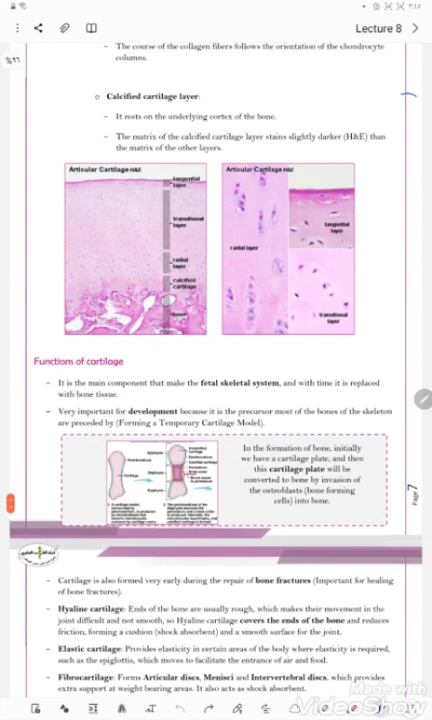 Lecture 8
– The course of the collagen fibers follows the orientation of the chondrocyte
columns.
o Calcified cartilage layer:
– It rests on the underlying cortex of the bone.
– The matrix of the calcified cartilage layer stains slightly darker (H&E) than
the matrix of the other layers.
Articular Cartilage H&E
tangential
layer
transitional
layer
radial
layer
calcified
cartilage
bone
Articular Cartilage H&E
radial layer
tangential
layer
transitional
layer
Functions of cartilage
– It is the main component that make the fetal skeletal system, and with time it is replaced
with bone tissue.
– Very important for development because it is the precursor most of the bones of the skeleton
are preceded by (Forming a Temporary Cartilage Model).
In the formation of bone, initially
we have a cartilage plate, and then
this cartilage plate will be
converted to bone by invasion of
the osteoblasts (bone forming
cells) into bone.
Page 7
– Cartilage is also formed very early during the repair of bone fractures (Important for healing
of bone fractures).
– Hyaline cartilage: Ends of the bone are usually rough, which makes their movement in the
joint difficult and not smooth, so Hyaline cartilage covers the ends of the bone and reduces
friction, forming a cushion (shock absorbent) and a smooth surface for the joint.
– Elastic cartilage: Provides elasticity in certain areas of the body where elasticity is required,
such as the epiglottis, which moves to facilitate the entrance of air and food.
– Fibrocartilage: Forms Articular discs, Menisci and Intervertebral discs, which provides
extra support at weight bearing areas. It also acts as shock absorbent.
Made with
VideoShow